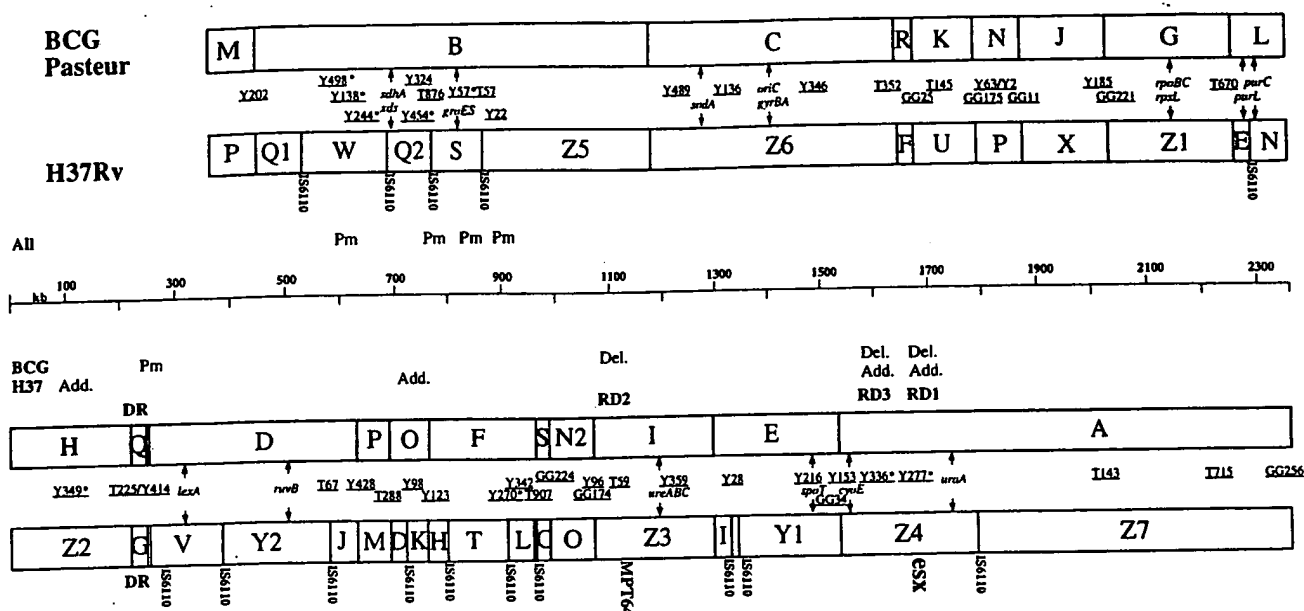 BCG Pasteur
M B C R K N J G L
Y498* Y324
Y202 Y138* sdhA T876 Y57* T57 Y489 Y136 oriC Y346 T352 T145 Y63/Y2 Y185 rpoBC T670 purC
Y244* Y454* groES Y22 sodA gyrBA GG25 GG175 GG11 GG221 rpsL purL
H37Rv
P Q1 W Q2 S Z5 Z6 F U P X Z1 E N
IS6110 IS6110 IS6110 IS6110 IS6110
All Pm Pm Pm Pm
kb 100 300 500 700 900 1100 1300 1500 1700 1900 2100 2300
BCG Pm Del. Del. Del.
H37 Add. Add. Add. Add.
DR RD2 RD3 RD1
H Q D P O F S N2 I E A
Y349* T225/Y414 lexA ruvB T67 Y428 Y98 Y342 GG224 Y96 T59 Y359 Y28 Y216 Y153 Y336* Y277* uraA T143 T715 GG256
T288 Y123 Y270* T907 GG174 ureABC GG34
Z2 G V Y2 J M D K H T L C O Z3 I Y1 Z4 Z7
DR IS6110 IS6110 IS6110 IS6110 IS6110 IS6110 IS6110 MPT64 IS6110 IS6110 esx IS6110